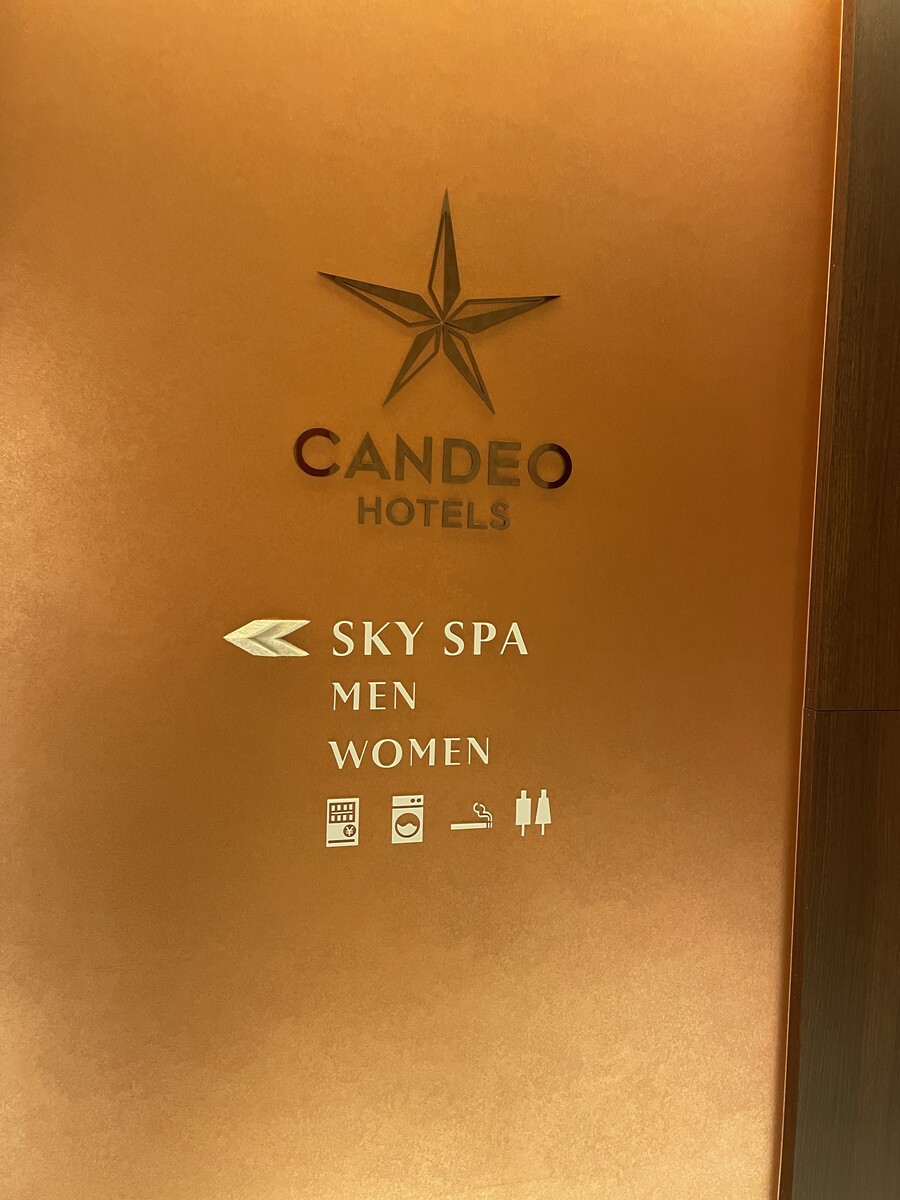 CANDEO
HOTELS
SKY SPA
MEN
WOMEN
¥